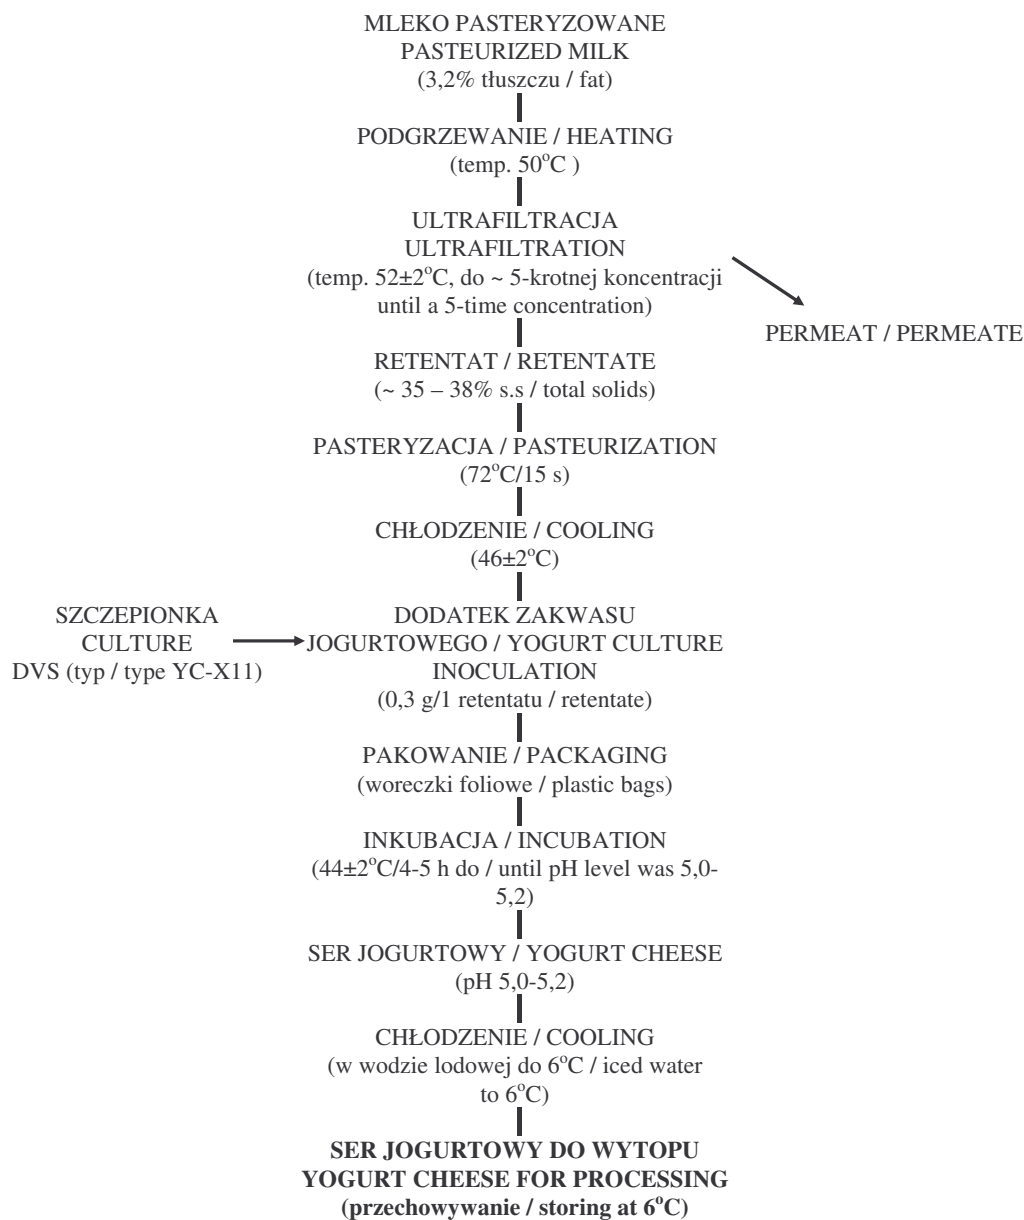 MLEKO PASTERYZOWANE
PASTEURIZED MILK
(3,2% tłuszczu / fat)
PODGRZEWANIE / HEATING
(temp. 50°C )
ULTRAFILTRACJA
ULTRAFILTRATION
(temp. 52±2°C, do ~ 5-krotnej koncentracji
until a 5-time concentration)
PERMEAT / PERMEATE
RETENTAT / RETENTATE
(~ 35 – 38% s.s / total solids)
PASTERYZACJA / PASTEURIZATION
(72°C/15 s)
CHŁODZENIE / COOLING
(46±2°C)
SZCZEPIONKA
CULTURE
DVS (typ / type YC-X11)
DODATEK ZAKWASU
JOGURTOWEGO / YOGURT CULTURE
INOCULATION
(0,3 g/1 retentatu / retentate)
PAKOWANIE / PACKAGING
(woreczki foliowe / plastic bags)
INKUBACJA / INCUBATION
(44±2°C/4-5 h do / until pH level was 5,0-
5,2)
SER JOGURTOWY / YOGURT CHEESE
(pH 5,0-5,2)
CHŁODZENIE / COOLING
(w wodzie lodowej do 6°C / iced water
to 6°C)
SER JOGURTOWY DO WYTOPU
YOGURT CHEESE FOR PROCESSING
(przechowywanie / storing at 6°C)